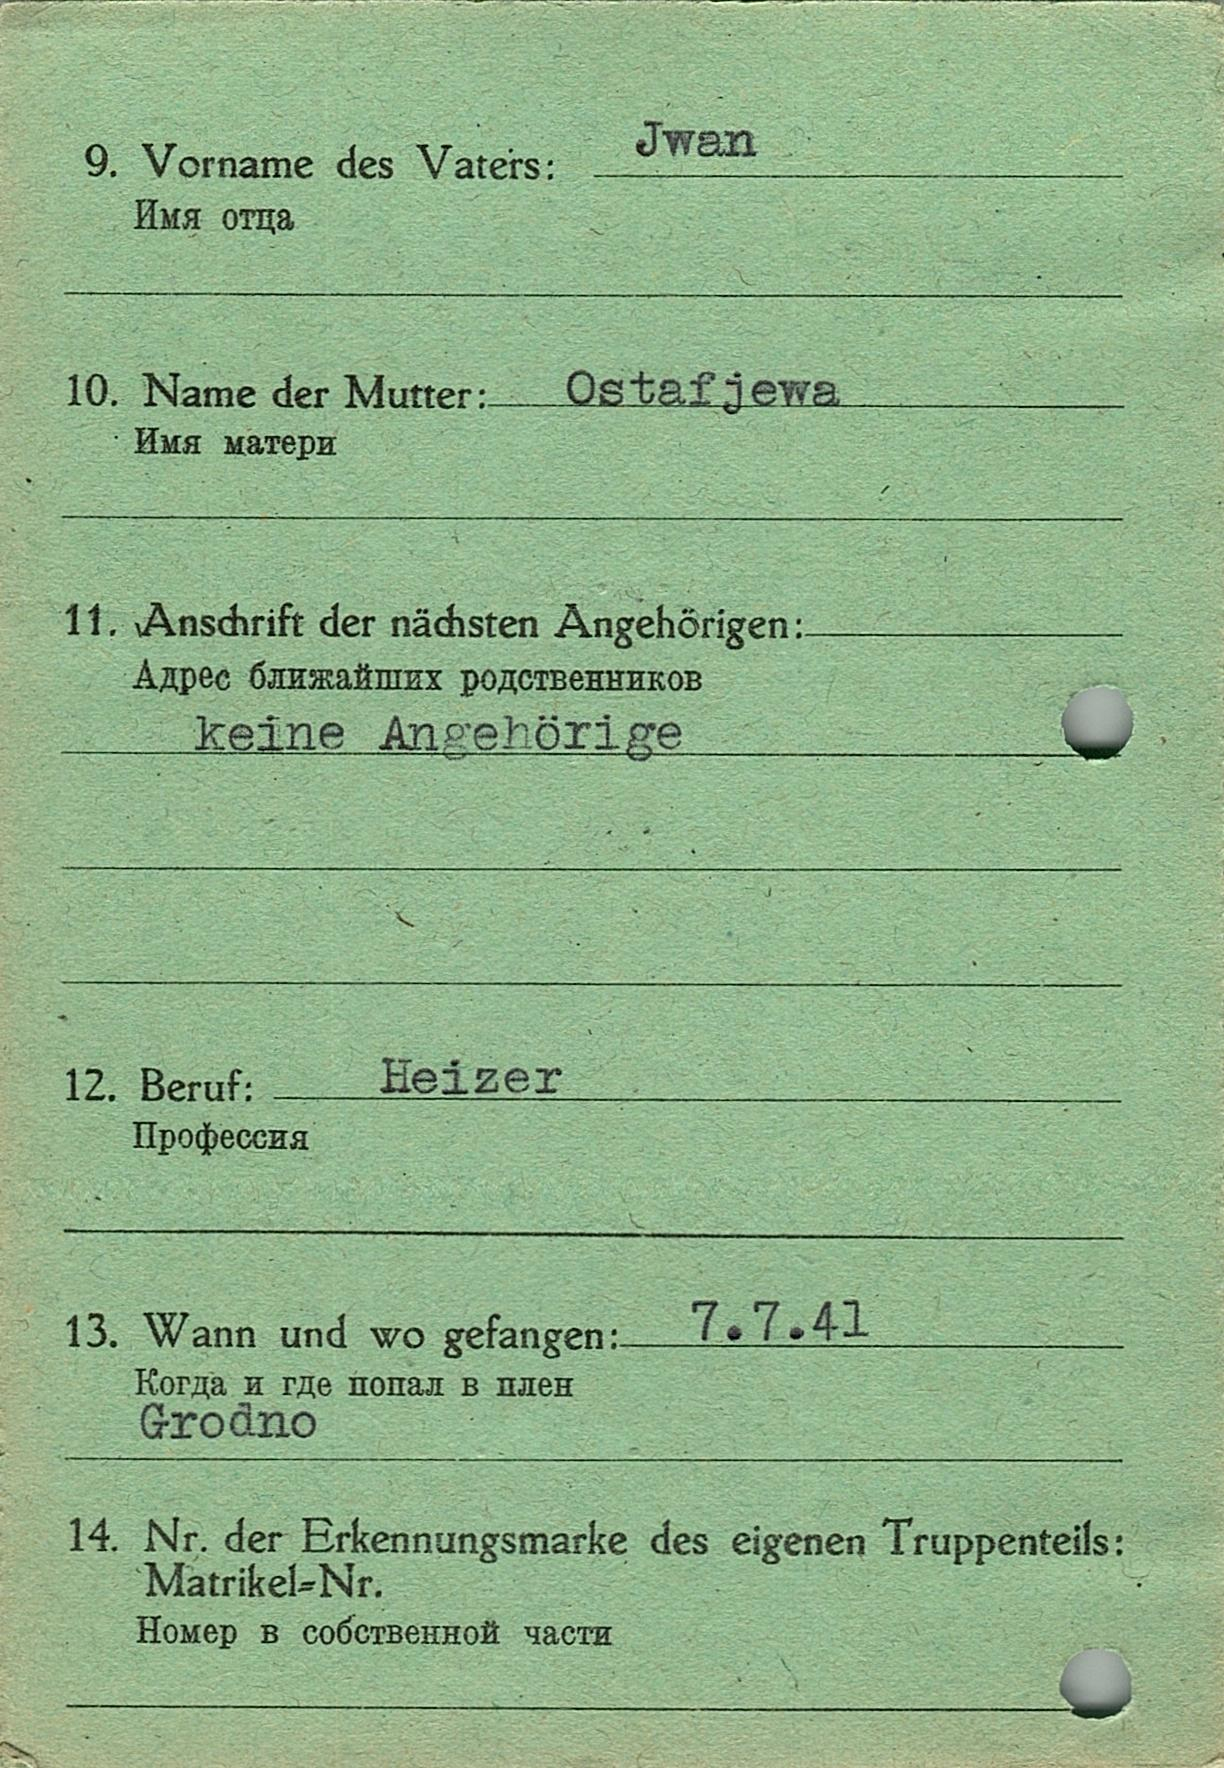 9. Vorname des Vaters: Jwan
Имя отца
10. Name der Mutter: Ostafjewa
Имя матери
11. Anschrift der nächsten Angehörigen:
Адрес ближайших родственников
keine Angehörige
12. Beruf: Heizer
Профессия
13. Wann und wo gefangen: 7.7.41
Когда и где попал в плен
Grodno
14. Nr. der Erkennungsmarke des eigenen Truppenteils:
Matrikel-Nr.
Номер в собственной части